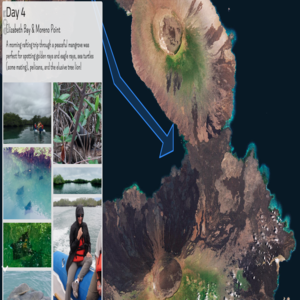 Day 4
Elizabeth Bay & Moreno Point
A morning rafting trip through a peaceful mangrove was
perfect for spotting golden rays and eagle rays, sea turtles
(some mating!), pelicans, and the elusive tree lion!